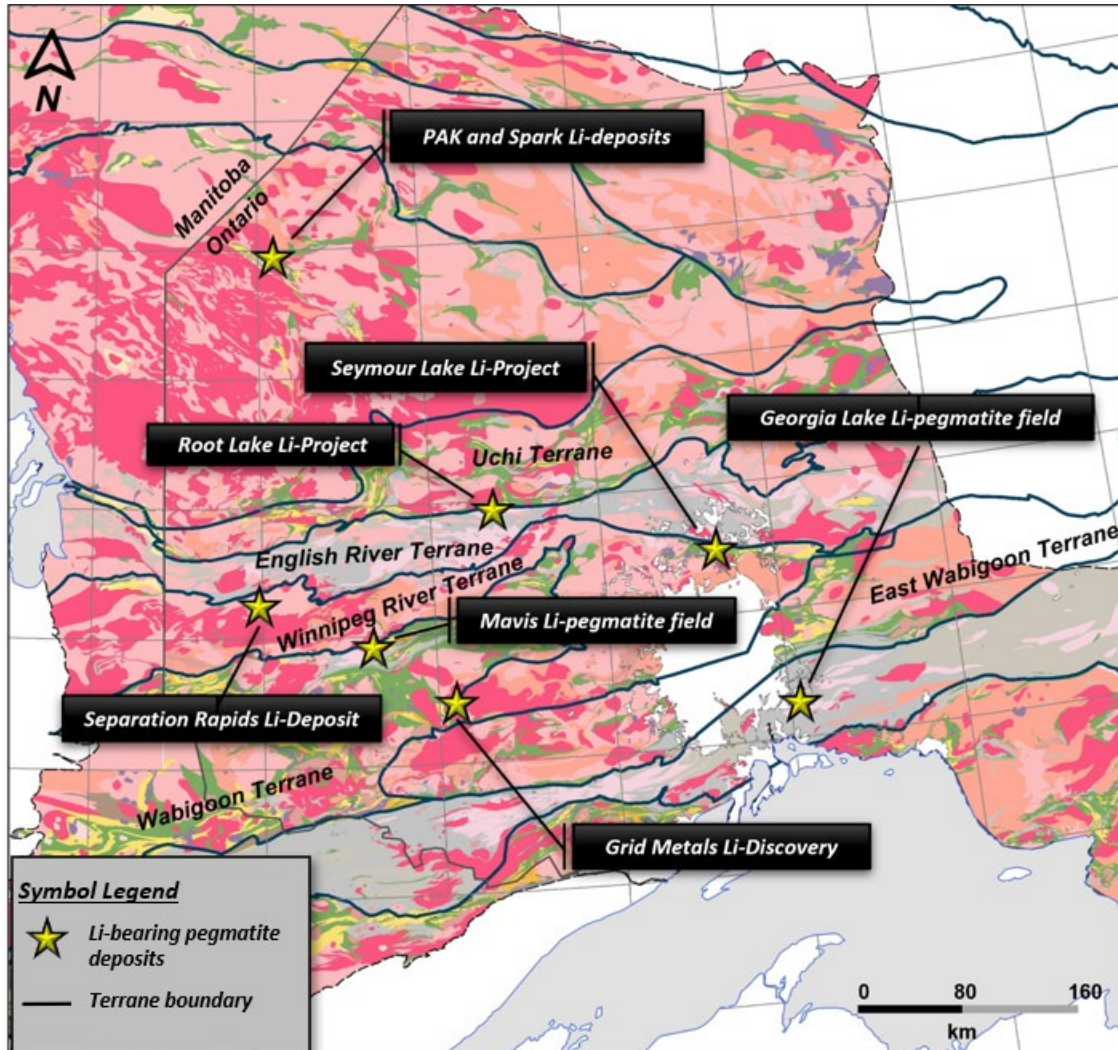 N
PAK and Spark Li-deposits
Manitoba
Ontario
Seymour Lake Li-Project
Georgia Lake Li-pegmatite field
Root Lake Li-Project
Uchi Terrane
English River Terrane
East Wabigoon Terrane
Winnipeg River Terrane
Mavis Li-pegmatite field
Separation Rapids Li-Deposit
Wabigoon Terrane
Grid Metals Li-Discovery
Symbol Legend
Li-bearing pegmatite
deposits
Terrane boundary
0 80 160
km